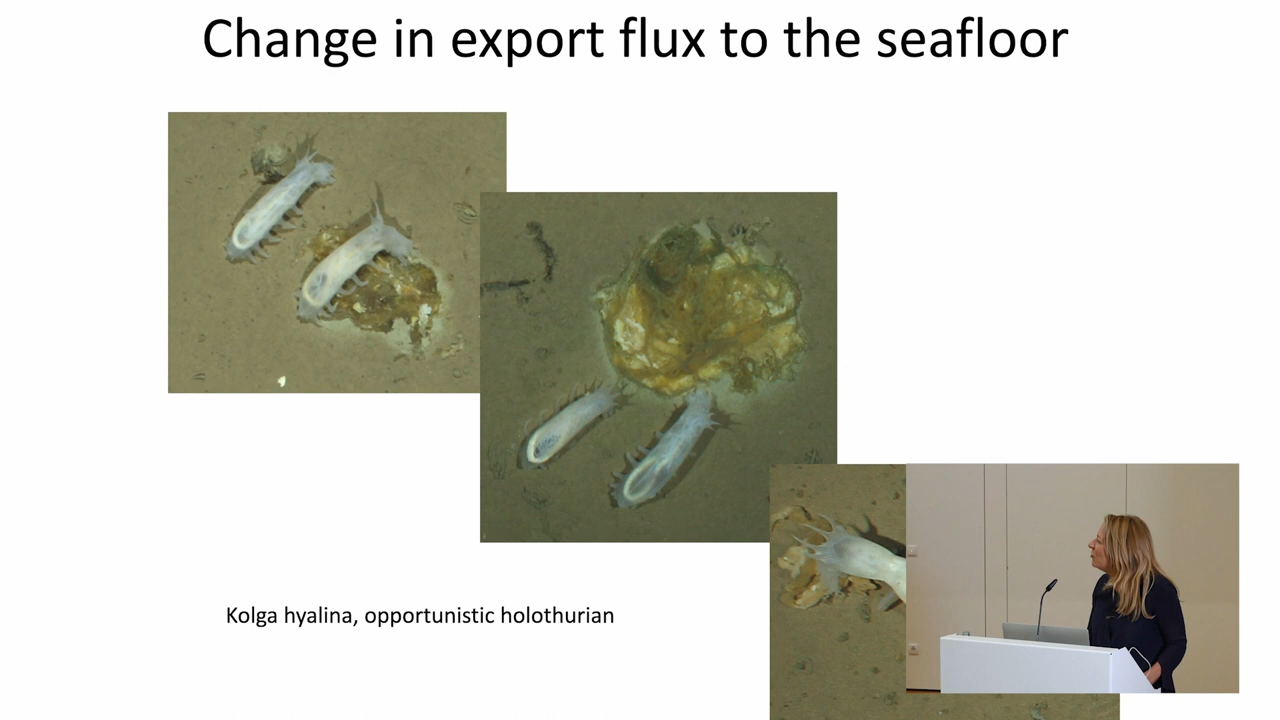 Change in export flux to the seafloor
Kolga hyalina, opportunistic holothurian